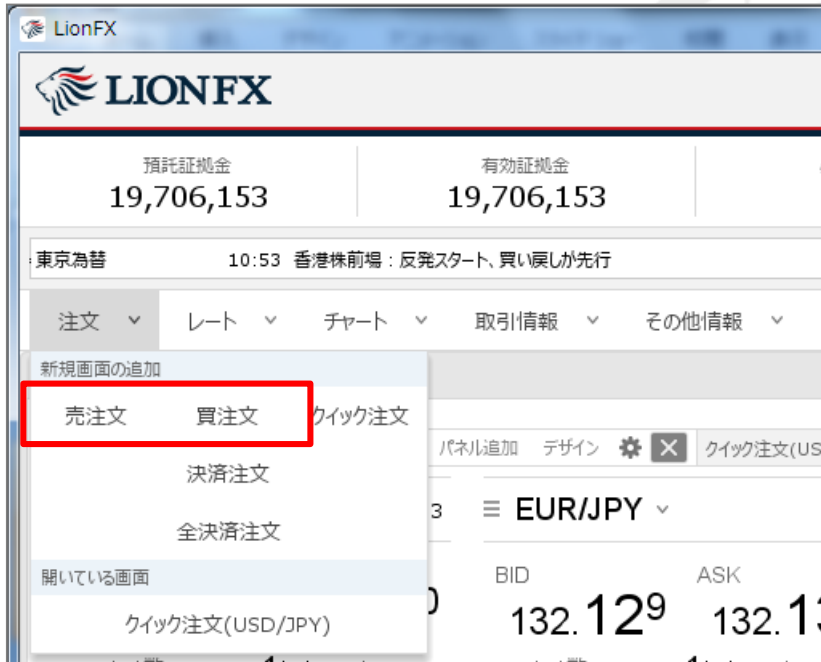 LionFX
LIONFX
預託証拠金 有効証拠金
19,706,153 19,706,153
東京為替 10:53 香港株前場：反発スタート、買い戻しが先行
注文 レート チャート 取引情報 その他情報
新規画面の追加
売注文 買注文 クイック注文
パネル追加 デザイン クイック注文(US
決済注文
3 EUR/JPY
全決済注文
開いている画面
BID ASK
132.129 132.1
クイック注文(USD/JPY)